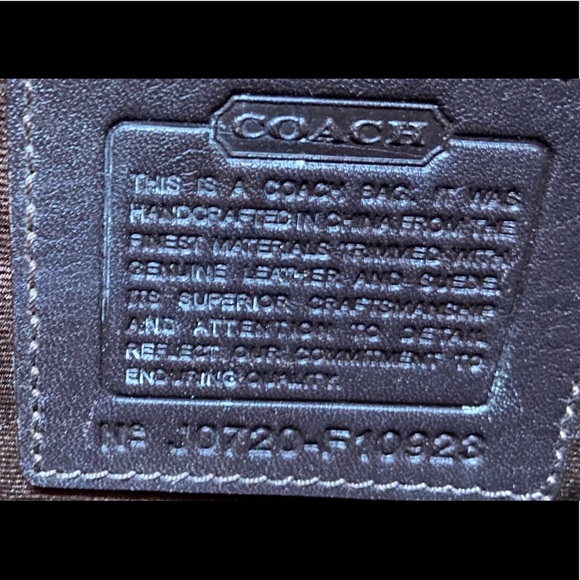 COACH
THIS IS A COACH BAG. IT WAS
HANDCRAFTED IN CHINA FROM THE
FINEST MATERIALS TRIMMED WITH
GENUINE LEATHER AND SUEDE.
ITS SUPERIOR CRAFTSMANSHIP
AND ATTENTION TO DETAIL
REFLECT OUR COMMITMENT TO
ENDURING QUALITY.
Nº J0720-F10923